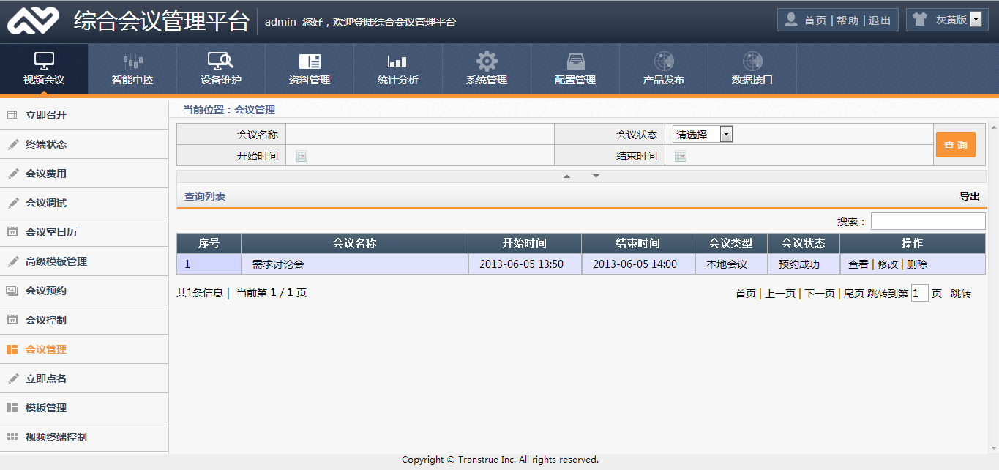 综合会议管理平台 admin 您好，欢迎登陆综合会议管理平台 首页 | 帮助 | 退出 灰黄版
视频会议 智能中控 设备维护 资料管理 统计分析 系统管理 配置管理 产品发布 数据接口
立即召开
终端状态
会议费用
会议调试
会议室日历
高级模板管理
会议预约
会议控制
会议管理
立即点名
模板管理
视频终端控制
当前位置：会议管理
会议名称 会议状态 请选择
开始时间 结束时间
查 询
查询列表 导出
搜索：
序号 会议名称 开始时间 结束时间 会议类型 会议状态 操作
1 需求讨论会 2013-06-05 13:50 2013-06-05 14:00 本地会议 预约成功 查看 | 修改 | 删除
共1条信息 | 当前第 1 / 1 页 首页 | 上一页 | 下一页 | 尾页 跳转到第 1 页 跳转
Copyright © Transtrue Inc. All rights reserved.